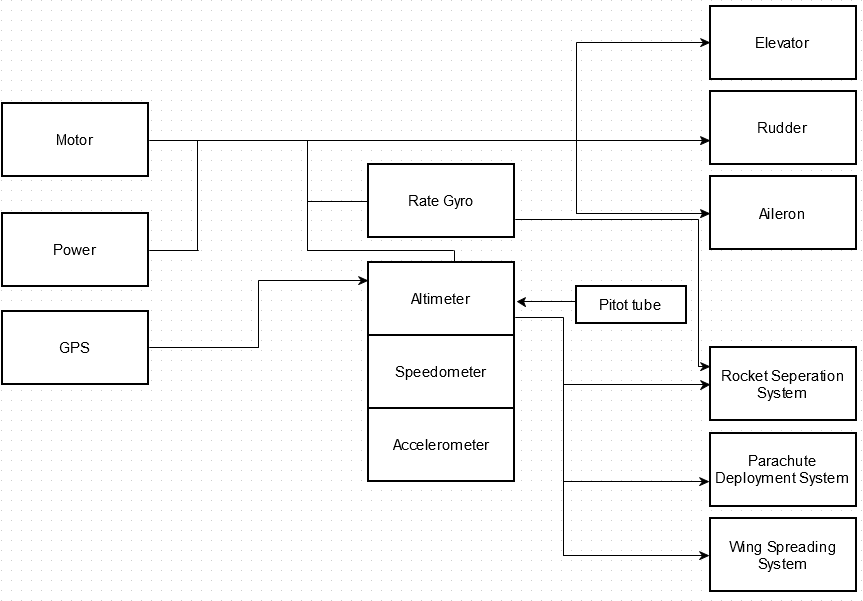 Elevator
Motor
Rudder
Rate Gyro
Aileron
Power
Altimeter
Pitot tube
GPS
Speedometer
Rocket Seperation
System
Accelerometer
Parachute
Deployment System
Wing Spreading
System